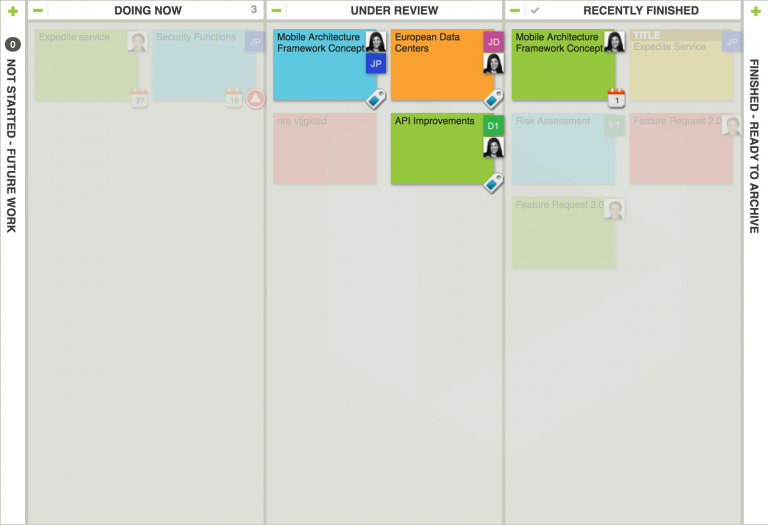 DOING NOW 3
UNDER REVIEW
RECENTLY FINISHED
0
NOT STARTED - FUTURE WORK
Expedite service
27
Security Functions
JP
16
Mobile Architecture
Framework Concept
JP
European Data
Centers
JD
nre vfjgklad
API Improvements
D1
Mobile Architecture
Framework Concept
1
TITLE
Expedite Service
JP
Risk Assessment
FT
Feature Request 2.0
Feature Request 3.0
FINISHED - READY TO ARCHIVE